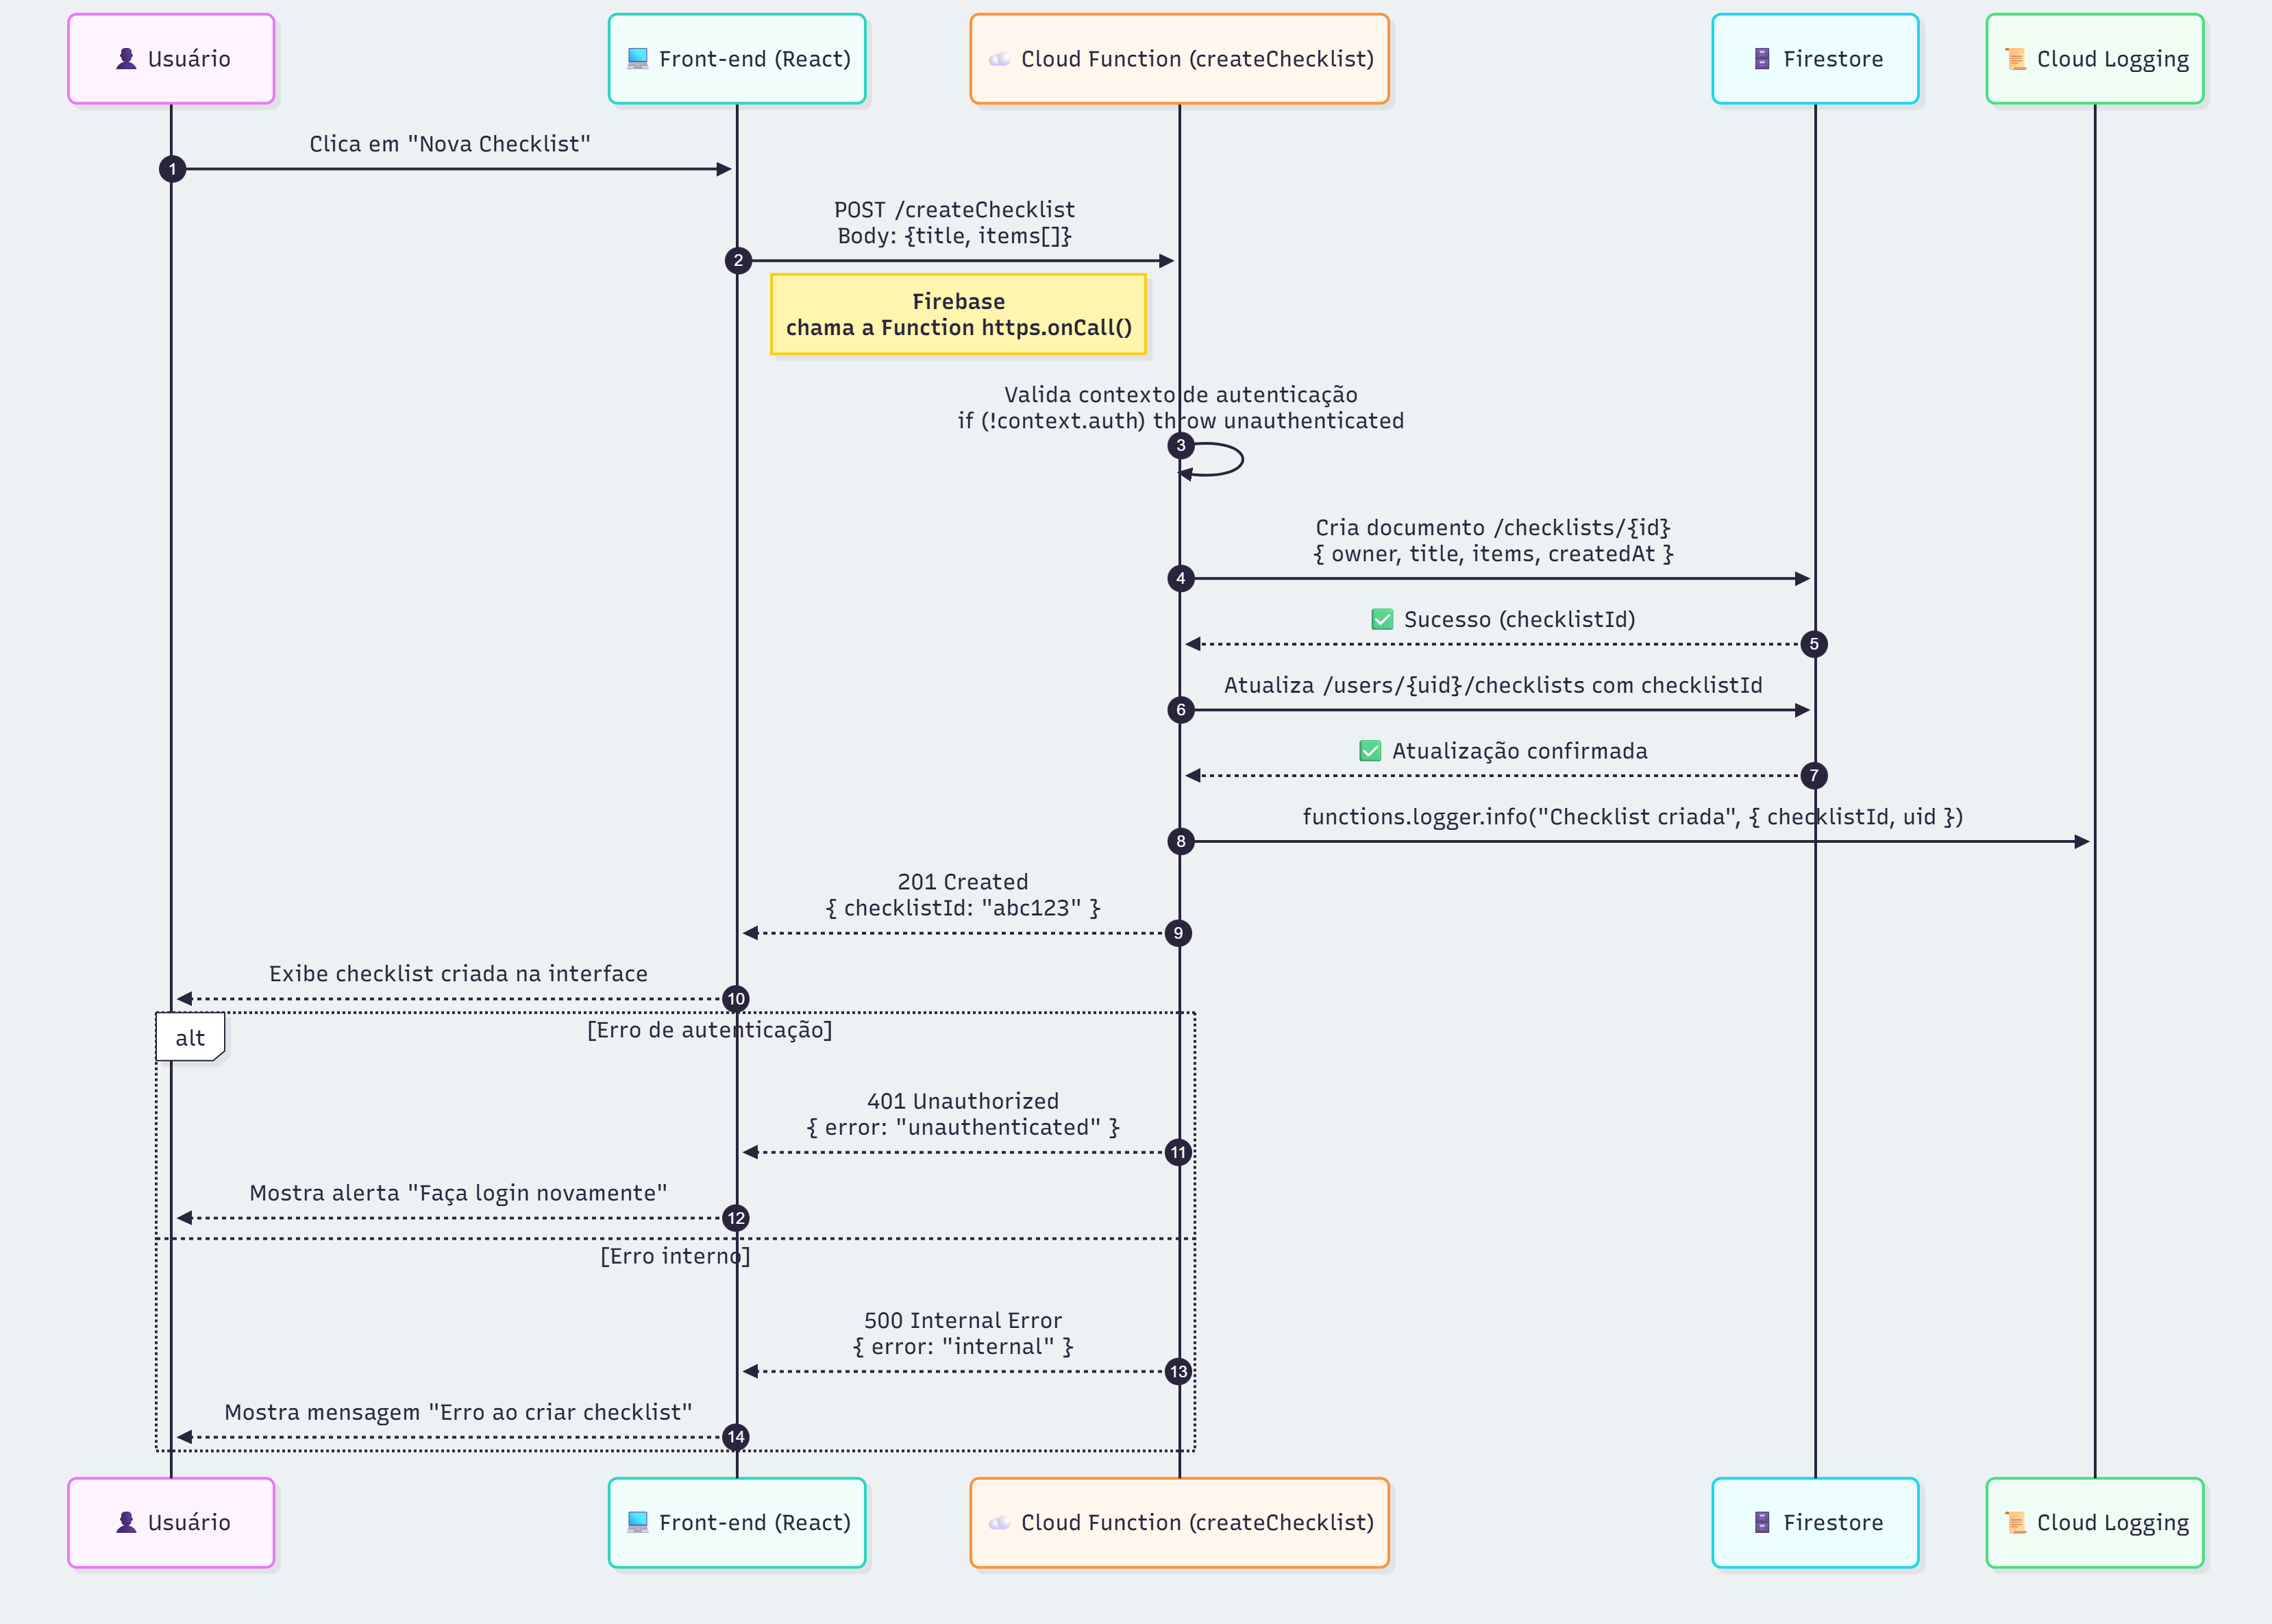 👤 Usuário
💻 Front-end (React)
☁️ Cloud Function (createChecklist)
🗄️ Firestore
📜 Cloud Logging
Clica em "Nova Checklist"
1
POST /createChecklist
Body: {title, items[]}
2
Firebase
chama a Function https.onCall()
Valida contexto de autenticação
if (!context.auth) throw unauthenticated
3
Cria documento /checklists/{id}
{ owner, title, items, createdAt }
4
✅ Sucesso (checklistId)
5
Atualiza /users/{uid}/checklists com checklistId
6
✅ Atualização confirmada
7
functions.logger.info("Checklist criada", { checklistId, uid })
8
201 Created
{ checklistId: "abc123" }
9
Exibe checklist criada na interface
10
alt
[Erro de autenticação]
401 Unauthorized
{ error: "unauthenticated" }
11
Mostra alerta "Faça login novamente"
12
[Erro interno]
500 Internal Error
{ error: "internal" }
13
Mostra mensagem "Erro ao criar checklist"
14
👤 Usuário
💻 Front-end (React)
☁️ Cloud Function (createChecklist)
🗄️ Firestore
📜 Cloud Logging